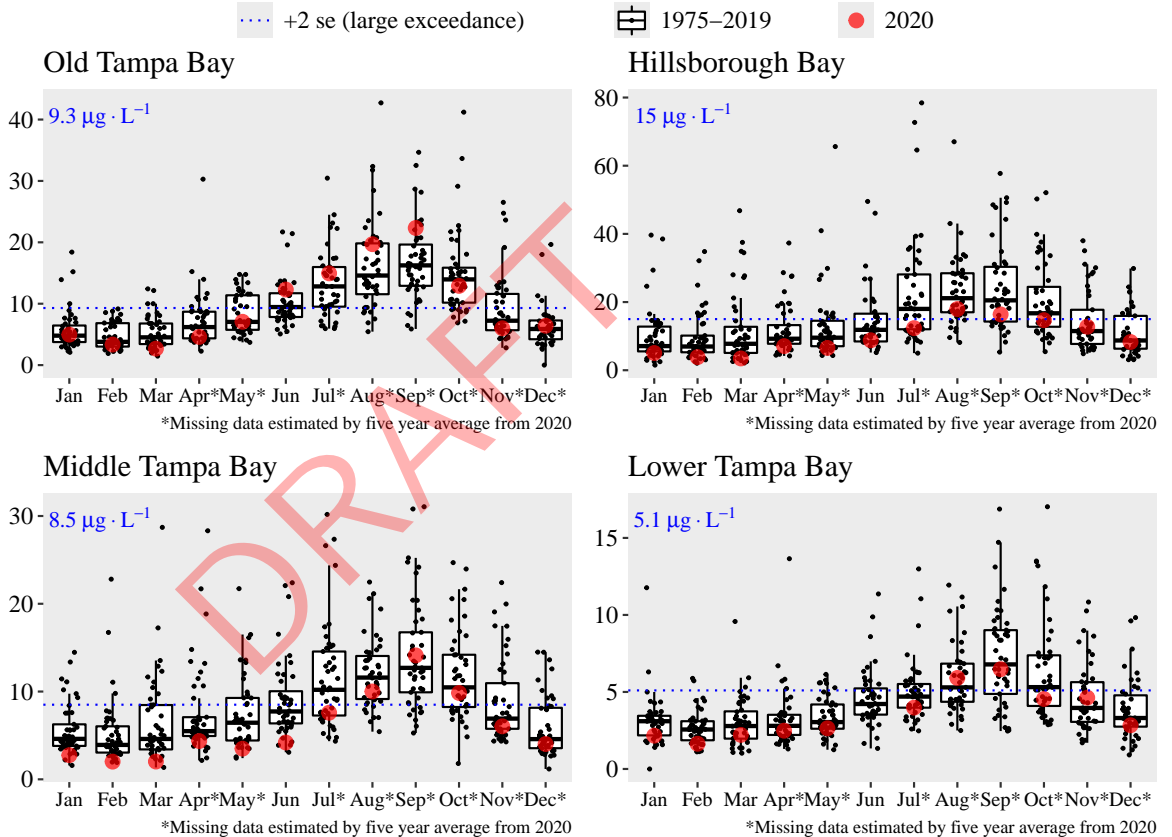 +2 se (large exceedance) 1975–2019 2020
Old Tampa Bay
9.3 μg · L⁻¹
40
30
20
10
0
Jan Feb Mar Apr* May* Jun Jul* Aug* Sep* Oct* Nov* Dec*
*Missing data estimated by five year average from 2020
Hillsborough Bay
15 μg · L⁻¹
80
60
40
20
0
Jan Feb Mar Apr* May* Jun Jul* Aug* Sep* Oct* Nov* Dec*
*Missing data estimated by five year average from 2020
Middle Tampa Bay
8.5 μg · L⁻¹
30
20
10
0
Jan Feb Mar Apr* May* Jun Jul* Aug* Sep* Oct* Nov* Dec*
*Missing data estimated by five year average from 2020
Lower Tampa Bay
5.1 μg · L⁻¹
15
10
5
0
Jan Feb Mar Apr* May* Jun Jul* Aug* Sep* Oct* Nov* Dec*
*Missing data estimated by five year average from 2020
DRAFT